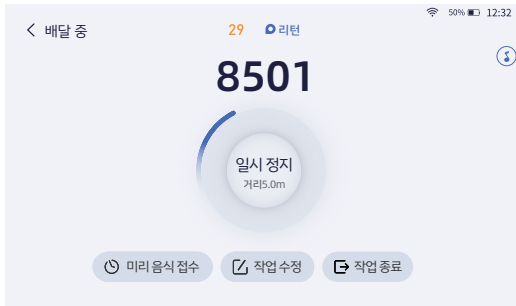 50% 12:32
배달 중 29 리턴
8501
일시 정지
거리5.0m
미리 음식 접수 작업 수정 작업 종료